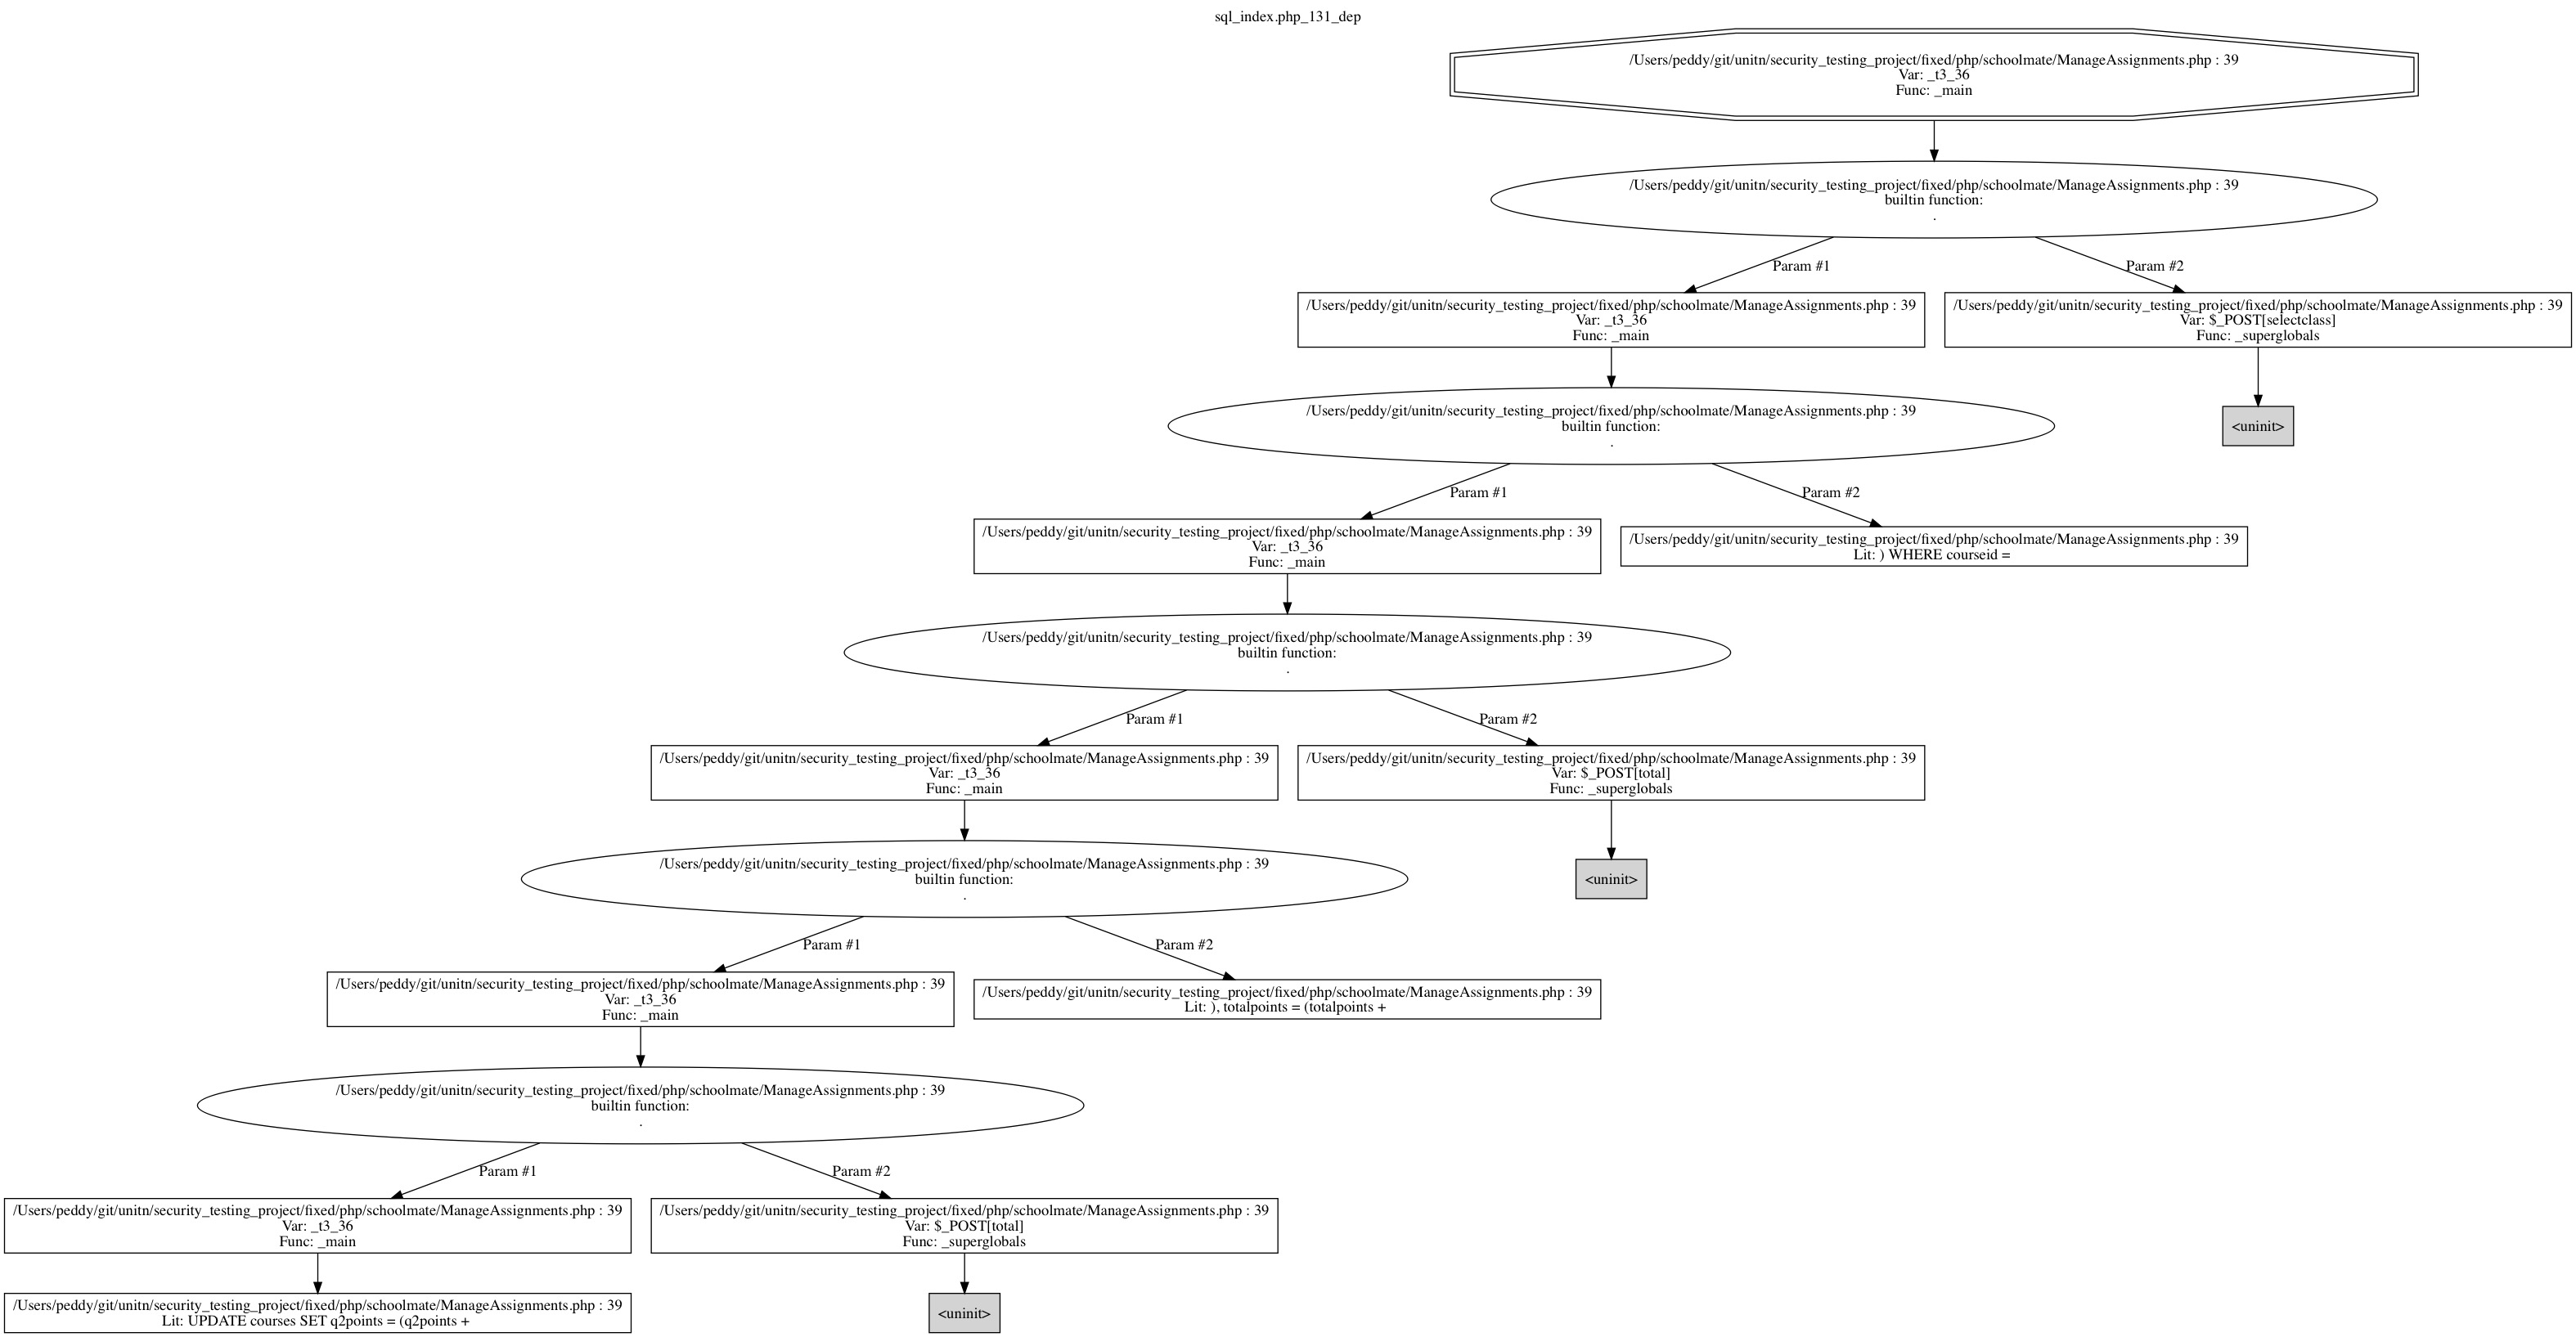 sql_index.php_131_dep
/Users/peddy/git/unitn/security_testing_project/fixed/php/schoolmate/ManageAssignments.php : 39
Var: _t3_36
Func: _main
/Users/peddy/git/unitn/security_testing_project/fixed/php/schoolmate/ManageAssignments.php : 39
builtin function:
.
Param #1
Param #2
/Users/peddy/git/unitn/security_testing_project/fixed/php/schoolmate/ManageAssignments.php : 39
Var: _t3_36
Func: _main
/Users/peddy/git/unitn/security_testing_project/fixed/php/schoolmate/ManageAssignments.php : 39
Var: $_POST[selectclass]
Func: _superglobals
/Users/peddy/git/unitn/security_testing_project/fixed/php/schoolmate/ManageAssignments.php : 39
builtin function:
.
<uninit>
Param #1
Param #2
/Users/peddy/git/unitn/security_testing_project/fixed/php/schoolmate/ManageAssignments.php : 39
Var: _t3_36
Func: _main
/Users/peddy/git/unitn/security_testing_project/fixed/php/schoolmate/ManageAssignments.php : 39
Lit: ) WHERE courseid =
/Users/peddy/git/unitn/security_testing_project/fixed/php/schoolmate/ManageAssignments.php : 39
builtin function:
.
Param #1
Param #2
/Users/peddy/git/unitn/security_testing_project/fixed/php/schoolmate/ManageAssignments.php : 39
Var: _t3_36
Func: _main
/Users/peddy/git/unitn/security_testing_project/fixed/php/schoolmate/ManageAssignments.php : 39
Var: $_POST[total]
Func: _superglobals
/Users/peddy/git/unitn/security_testing_project/fixed/php/schoolmate/ManageAssignments.php : 39
builtin function:
.
<uninit>
Param #1
Param #2
/Users/peddy/git/unitn/security_testing_project/fixed/php/schoolmate/ManageAssignments.php : 39
Var: _t3_36
Func: _main
/Users/peddy/git/unitn/security_testing_project/fixed/php/schoolmate/ManageAssignments.php : 39
Lit: ), totalpoints = (totalpoints +
/Users/peddy/git/unitn/security_testing_project/fixed/php/schoolmate/ManageAssignments.php : 39
builtin function:
.
Param #1
Param #2
/Users/peddy/git/unitn/security_testing_project/fixed/php/schoolmate/ManageAssignments.php : 39
Var: _t3_36
Func: _main
/Users/peddy/git/unitn/security_testing_project/fixed/php/schoolmate/ManageAssignments.php : 39
Var: $_POST[total]
Func: _superglobals
/Users/peddy/git/unitn/security_testing_project/fixed/php/schoolmate/ManageAssignments.php : 39
Lit: UPDATE courses SET q2points = (q2points +
<uninit>